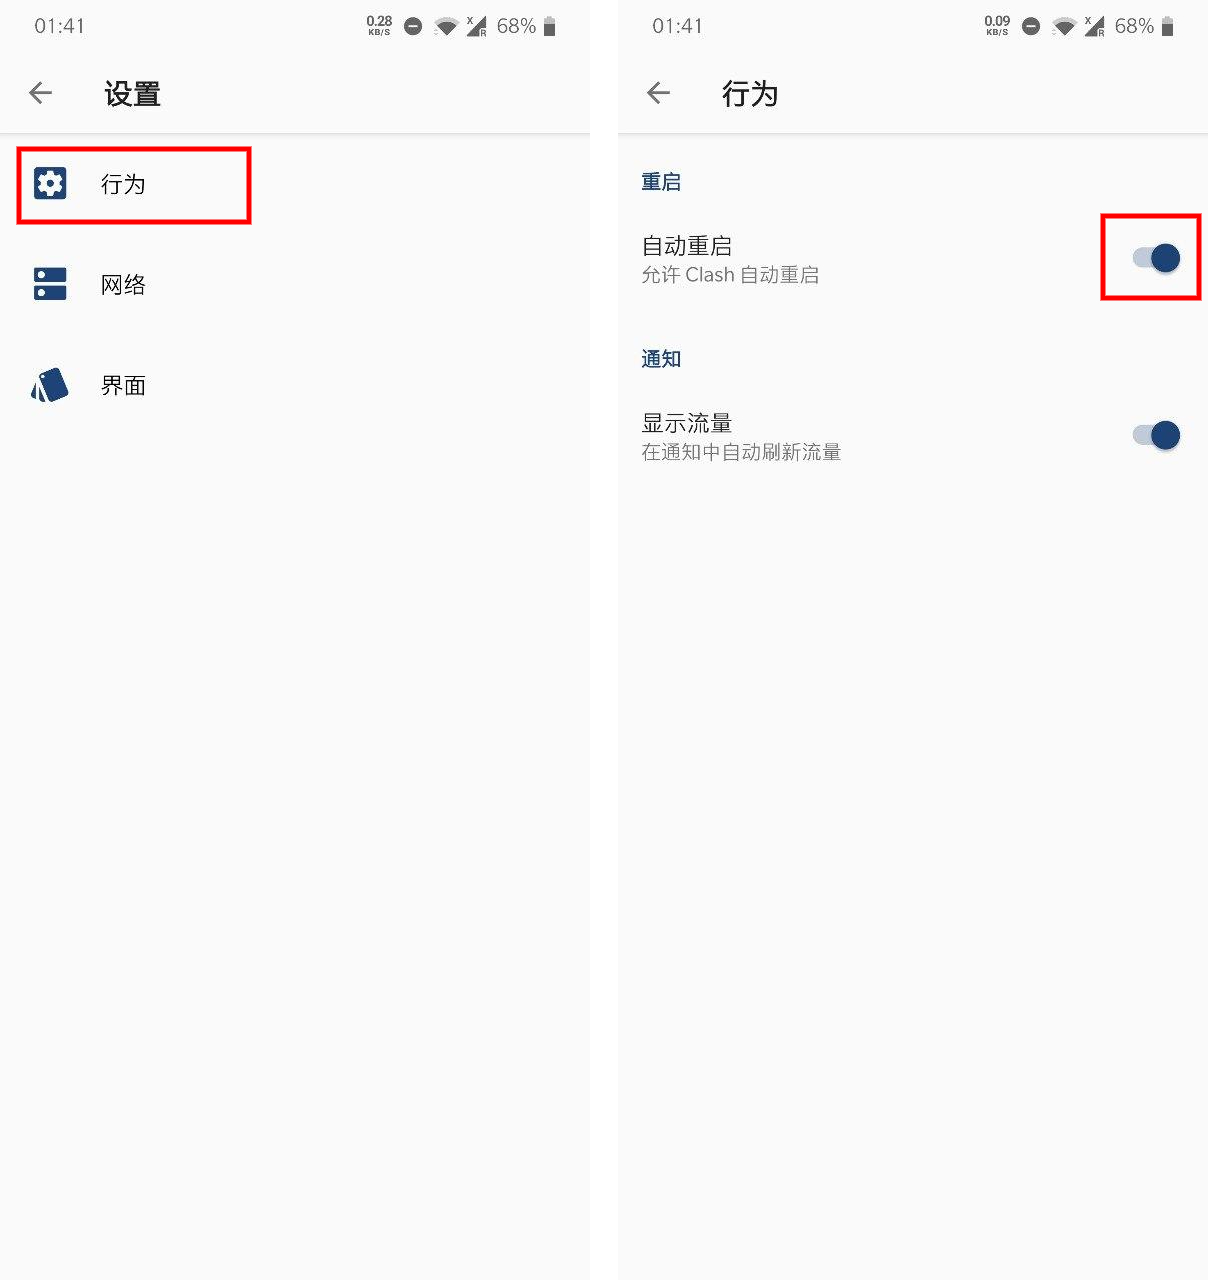 01:41
0.28
KB/S
X
R
68%
设置
行为
网络
界面
01:41
0.09
KB/S
X
R
68%
行为
重启
自动重启
允许 Clash 自动重启
通知
显示流量
在通知中自动刷新流量